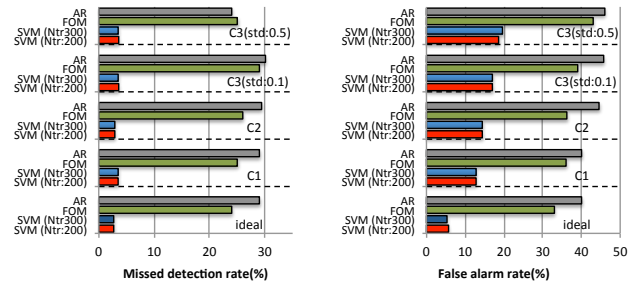 AR
FOM
SVM (Ntr300)
SVM (Ntr:200)
C3(std:0.5)
AR
FOM
SVM (Ntr300)
SVM (Ntr:200)
C3(std:0.1)
AR
FOM
SVM (Ntr300)
SVM (Ntr:200)
C2
AR
FOM
SVM (Ntr300)
SVM (Ntr:200)
C1
AR
FOM
SVM (Ntr300)
SVM (Ntr:200)
ideal
0 10 20 30
Missed detection rate(%)
AR
FOM
SVM (Ntr300)
SVM (Ntr:200)
C3(std:0.5)
AR
FOM
SVM (Ntr300)
SVM (Ntr:200)
C3(std:0.1)
AR
FOM
SVM (Ntr300)
SVM (Ntr:200)
C2
AR
FOM
SVM (Ntr300)
SVM (Ntr:200)
C1
AR
FOM
SVM (Ntr300)
SVM (Ntr:200)
ideal
0 10 20 30 40 50
False alarm rate(%)